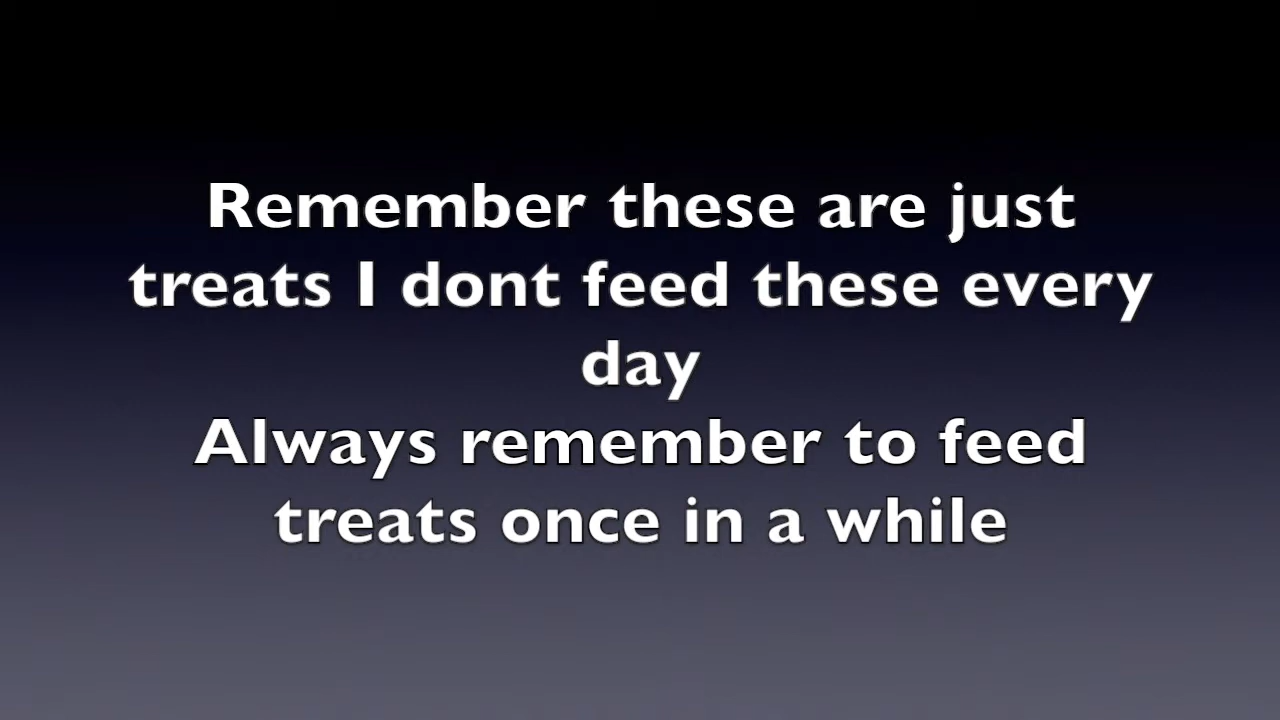 Remember these are just
treats I dont feed these every
day
Always remember to feed
treats once in a while